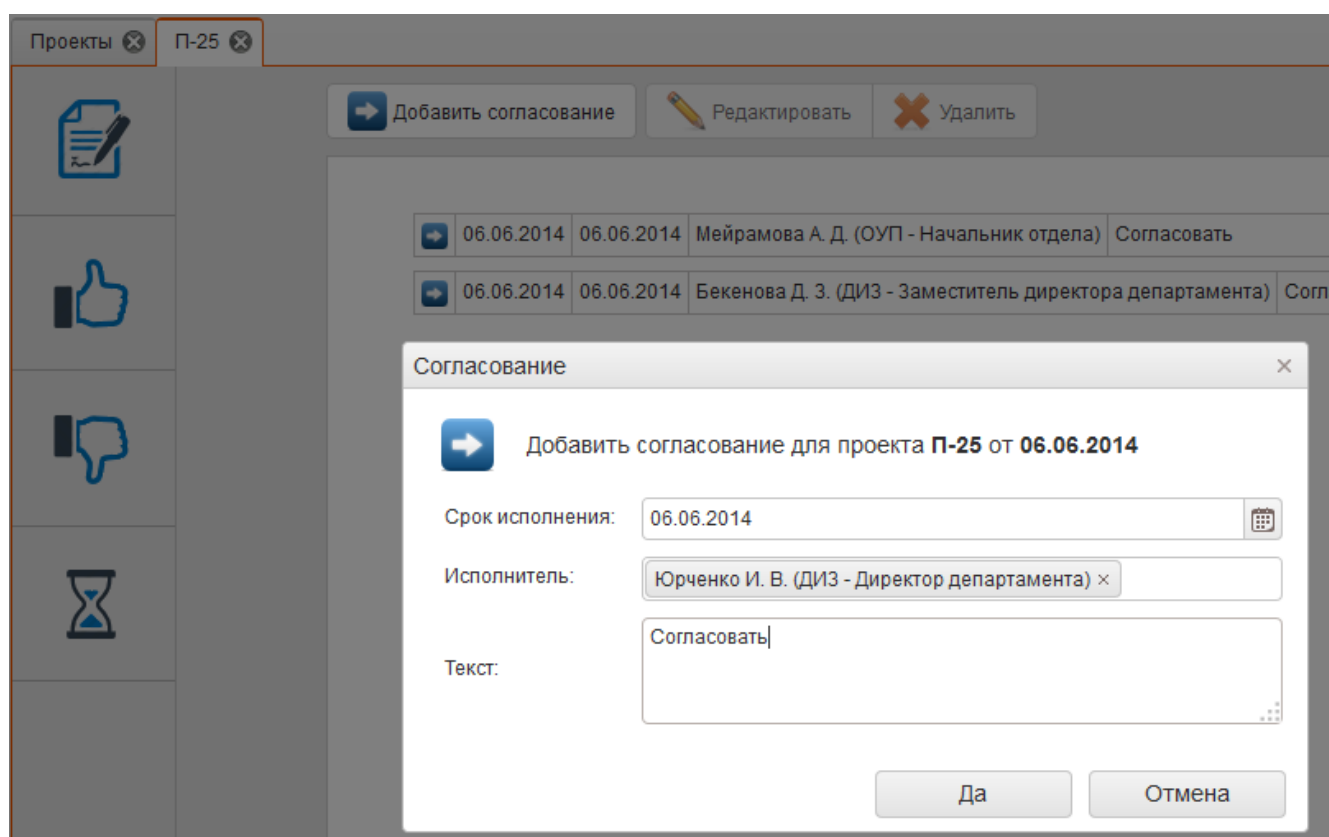 Проекты П-25
Добавить согласование Редактировать Удалить
06.06.2014 06.06.2014 Мейрамова А. Д. (ОУП - Начальник отдела) Согласовать
06.06.2014 06.06.2014 Бекенова Д. З. (ДИЗ - Заместитель директора департамента) Согл
Согласование
Добавить согласование для проекта П-25 от 06.06.2014
Срок исполнения: 06.06.2014
Исполнитель: Юрченко И. В. (ДИЗ - Директор департамента) ×
Текст: Согласовать
Да Отмена